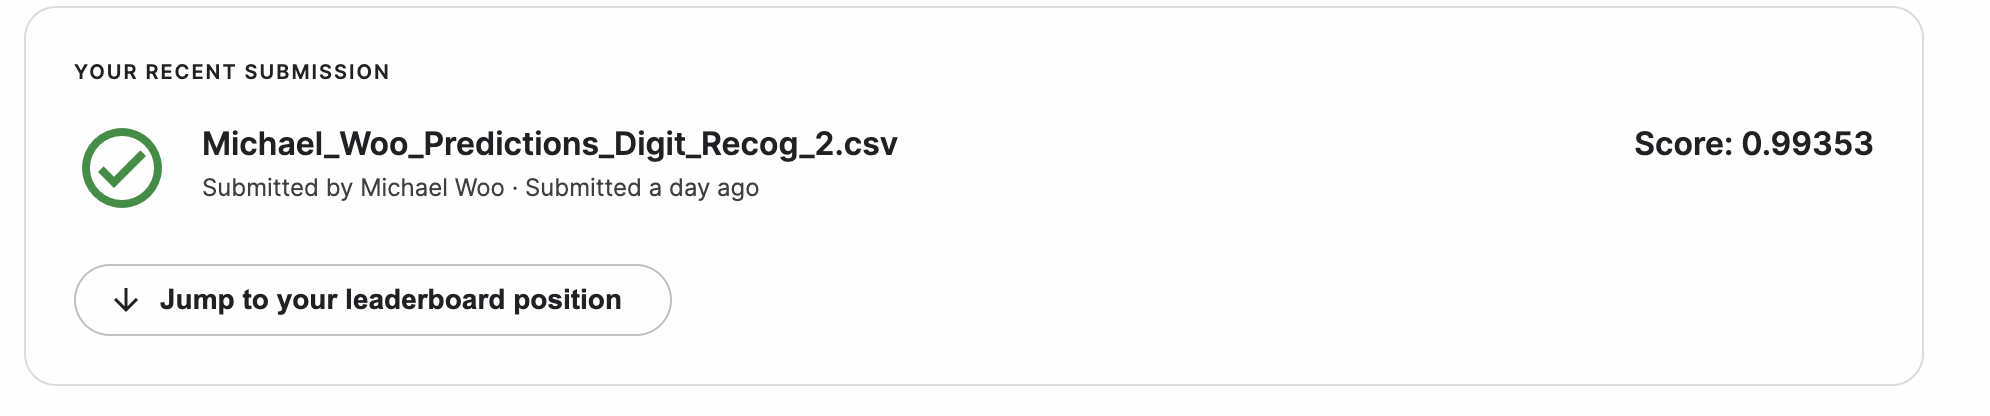 YOUR RECENT SUBMISSION
Michael_Woo_Predictions_Digit_Recog_2.csv
Score: 0.99353
Submitted by Michael Woo · Submitted a day ago
Jump to your leaderboard position